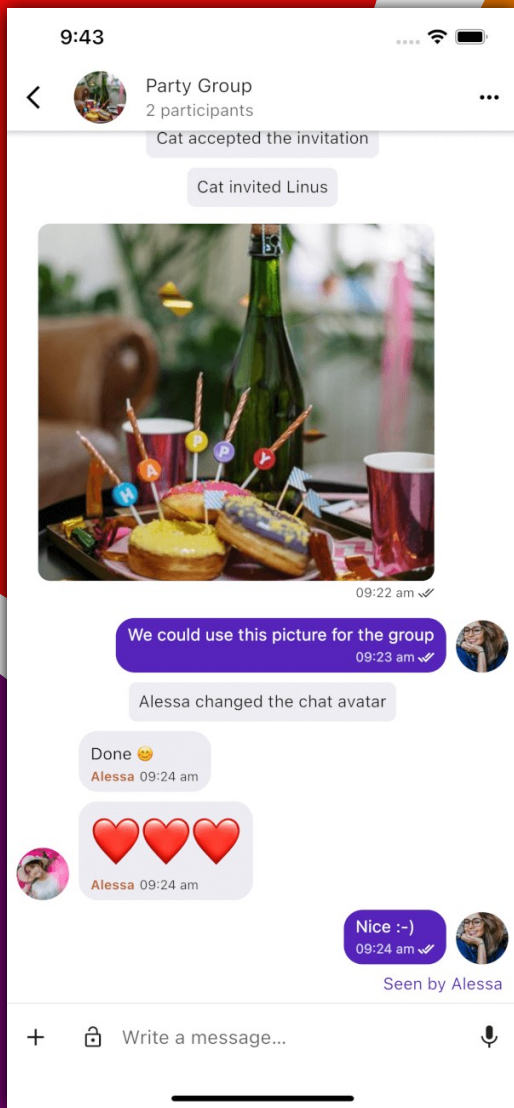 9:43
Party Group
2 participants
Cat accepted the invitation
Cat invited Linus
H A P P Y
09:22 am
We could use this picture for the group
09:23 am
Alessa changed the chat avatar
Done 😊
Alessa 09:24 am
❤️❤️❤️
Alessa 09:24 am
Nice :-)
09:24 am
Seen by Alessa
Write a message...